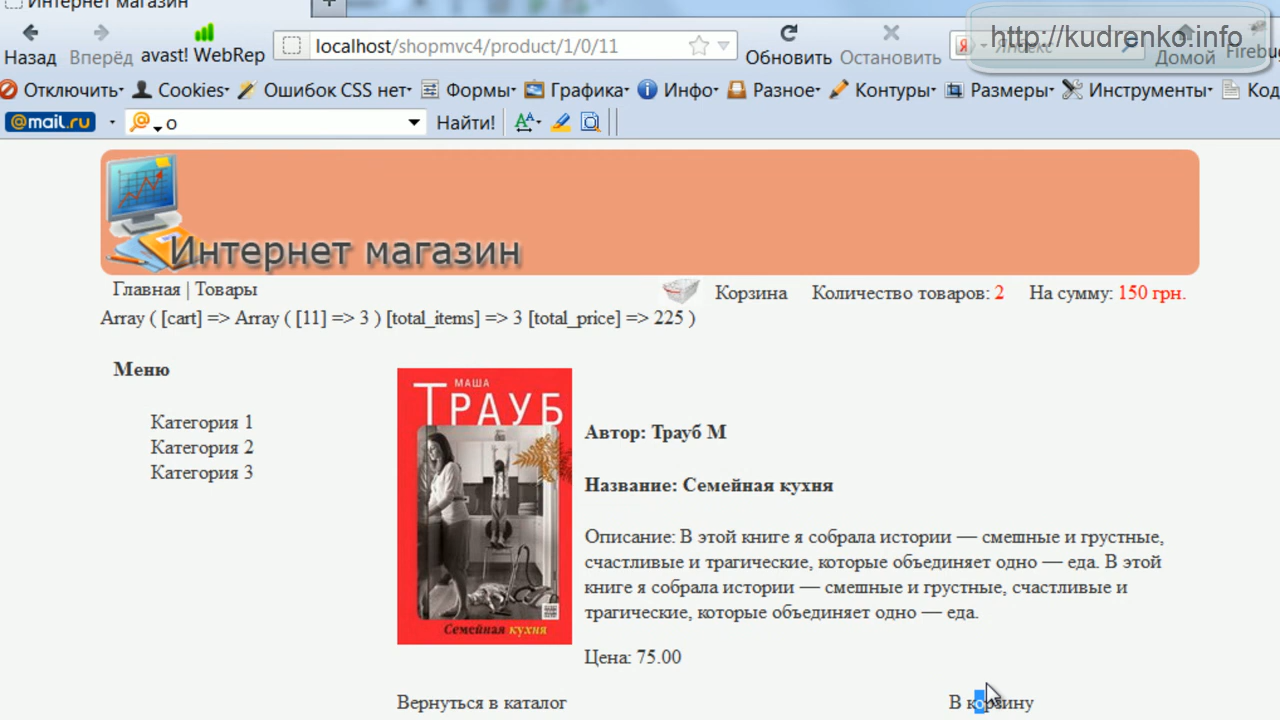 Интернет магазин
Назад Вперёд avast! WebRep localhost/shopmvc4/product/1/0/11 Обновить Остановить Яндекс Домой Firebug
http://kudrenko.info
Отключить Cookies Ошибок CSS нет Формы Графика Инфо Разное Контуры Размеры Инструменты Код
@mail.ru о Найти!
Интернет магазин
Главная | Товары Корзина Количество товаров: 2 На сумму: 150 грн.
Array ( [cart] => Array ( [11] => 3 ) [total_items] => 3 [total_price] => 225 )
Меню
Категория 1
Категория 2
Категория 3
МАША
ТРАУБ
Семейная кухня
Автор: Трауб М
Название: Семейная кухня
Описание: В этой книге я собрала истории — смешные и грустные,
счастливые и трагические, которые объединяет одно — еда. В этой
книге я собрала истории — смешные и грустные, счастливые и
трагические, которые объединяет одно — еда.
Цена: 75.00
Вернуться в каталог В корзину